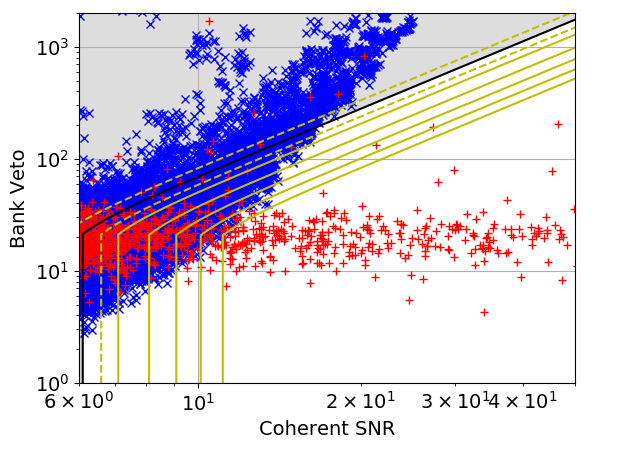 Bank Veto
10³
10²
10¹
10⁰
6 × 10⁰
10¹
2 × 10¹
3 × 10¹
4 × 10¹
Coherent SNR